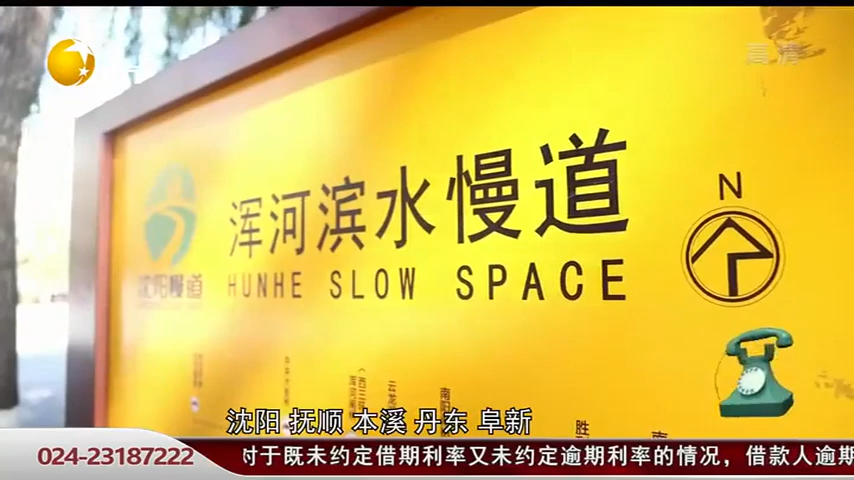 高清
浑河滨水慢道
HUNHE SLOW SPACE
N
沈阳慢道
沈阳 抚顺 本溪 丹东 阜新
024-23187222
对于既未约定借期利率又未约定逾期利率的情况，借款人逾期